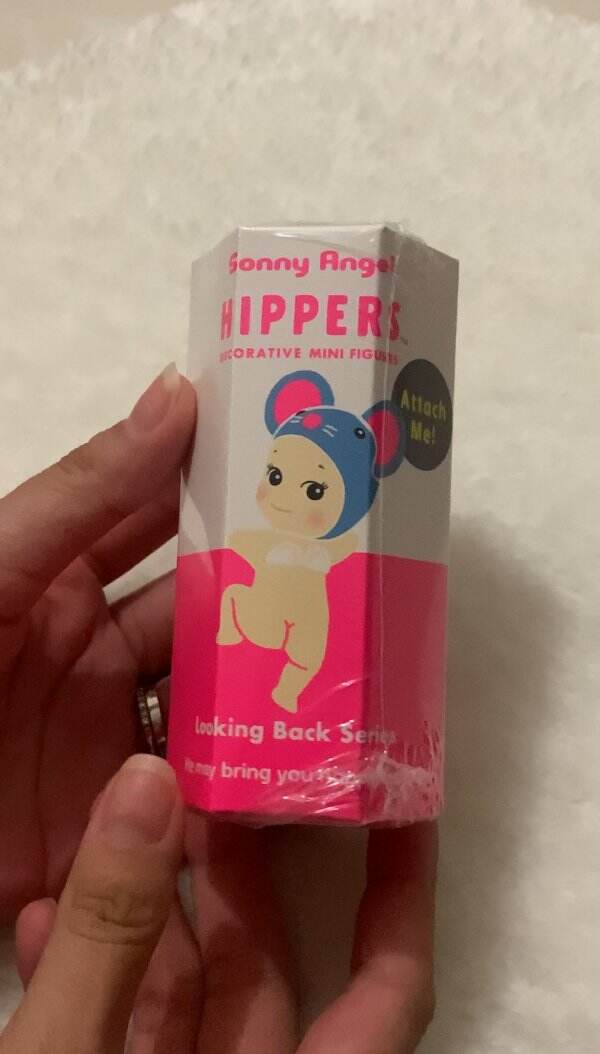 Sonny Angel
HIPPERS
DECORATIVE MINI FIGURES
Attach
Me!
Looking Back Series
He may bring you